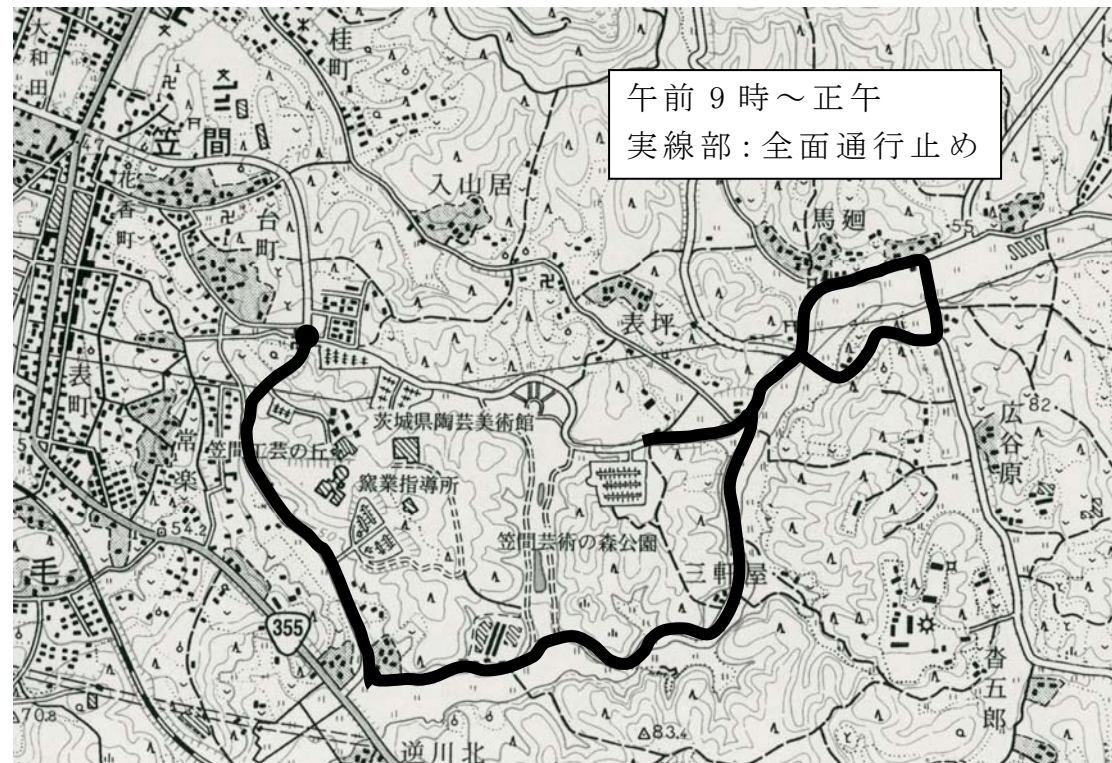 午前9時～正午
実線部:全面通行止め
大和田
桂町
笠間
花香町
台町
入山居
馬廻
55
表坪
表町
常楽
茨城県陶芸美術館
笠間工芸の丘
窯業指導所
笠間芸術の森公園
三軒屋
広谷原
82
54.2
毛
355
沓五郎
70.8
逆川北
83.4